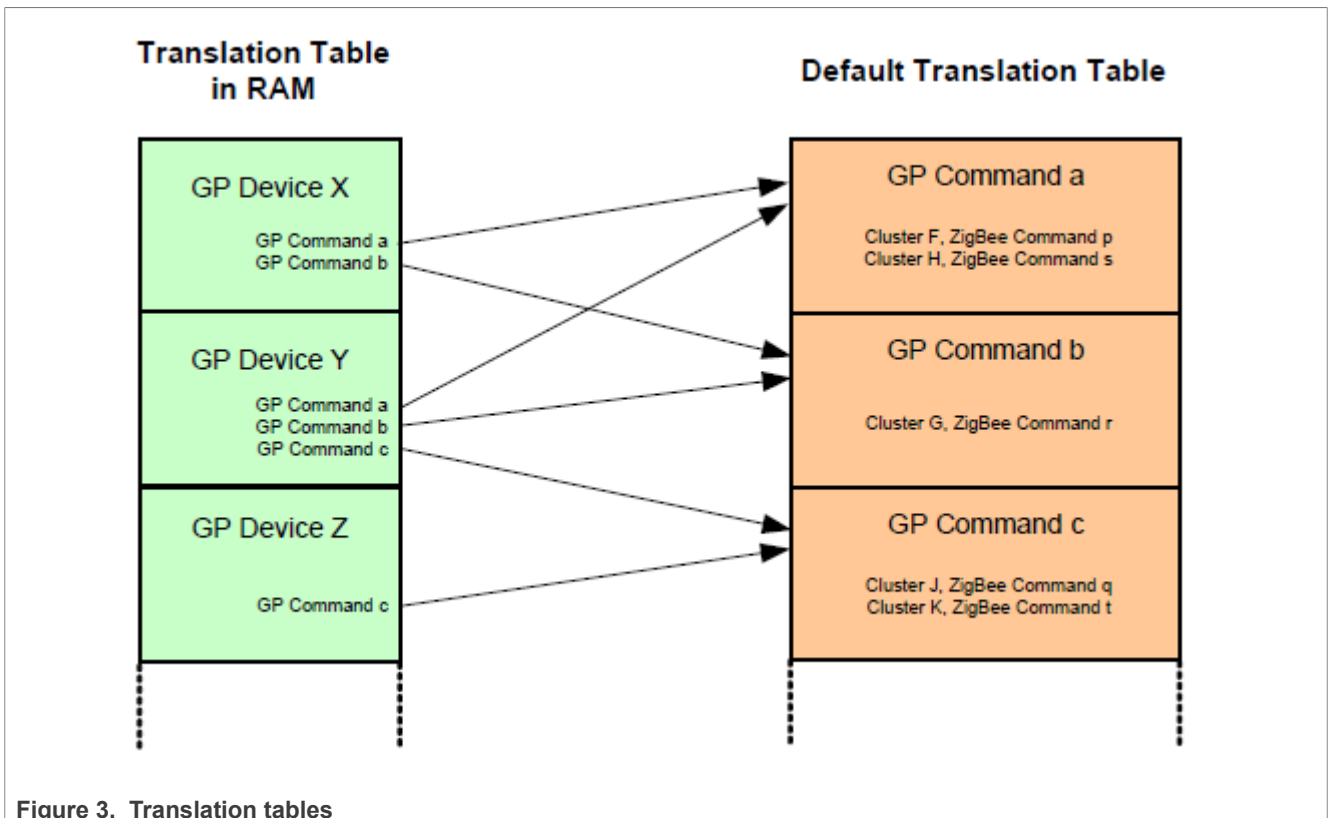 Translation Table
in RAM
Default Translation Table
GP Device X
GP Command a
GP Command b
GP Device Y
GP Command a
GP Command b
GP Command c
GP Device Z
GP Command c
GP Command a
Cluster F, ZigBee Command p
Cluster H, ZigBee Command s
GP Command b
Cluster G, ZigBee Command r
GP Command c
Cluster J, ZigBee Command q
Cluster K, ZigBee Command t
Figure 3. Translation tables